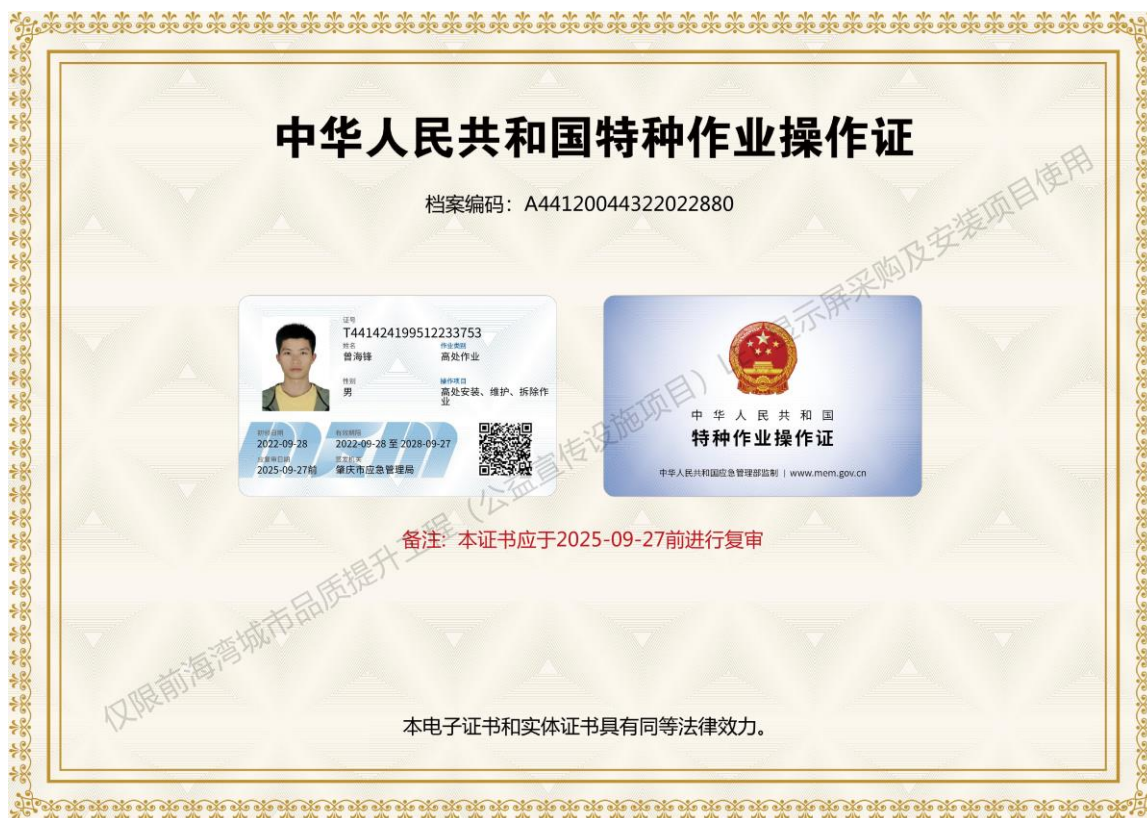 中华人民共和国特种作业操作证
档案编码：A44120044322022880
证号
T441424199512233753
姓名
曾海锋
作业类别
高处作业
性别
男
操作项目
高处安装、维护、拆除作
业
初领日期
2022-09-28
有效期限
2022-09-28 至 2028-09-27
应复审日期
2025-09-27前
签发机关
肇庆市应急管理局
中华人民共和国
特种作业操作证
中华人民共和国应急管理部监制 | www.mem.gov.cn
备注: 本证书应于2025-09-27前进行复审
仅限前海湾城市品质提升工程（公益宣传设施项目）显示屏采购及安装项目使用
本电子证书和实体证书具有同等法律效力。